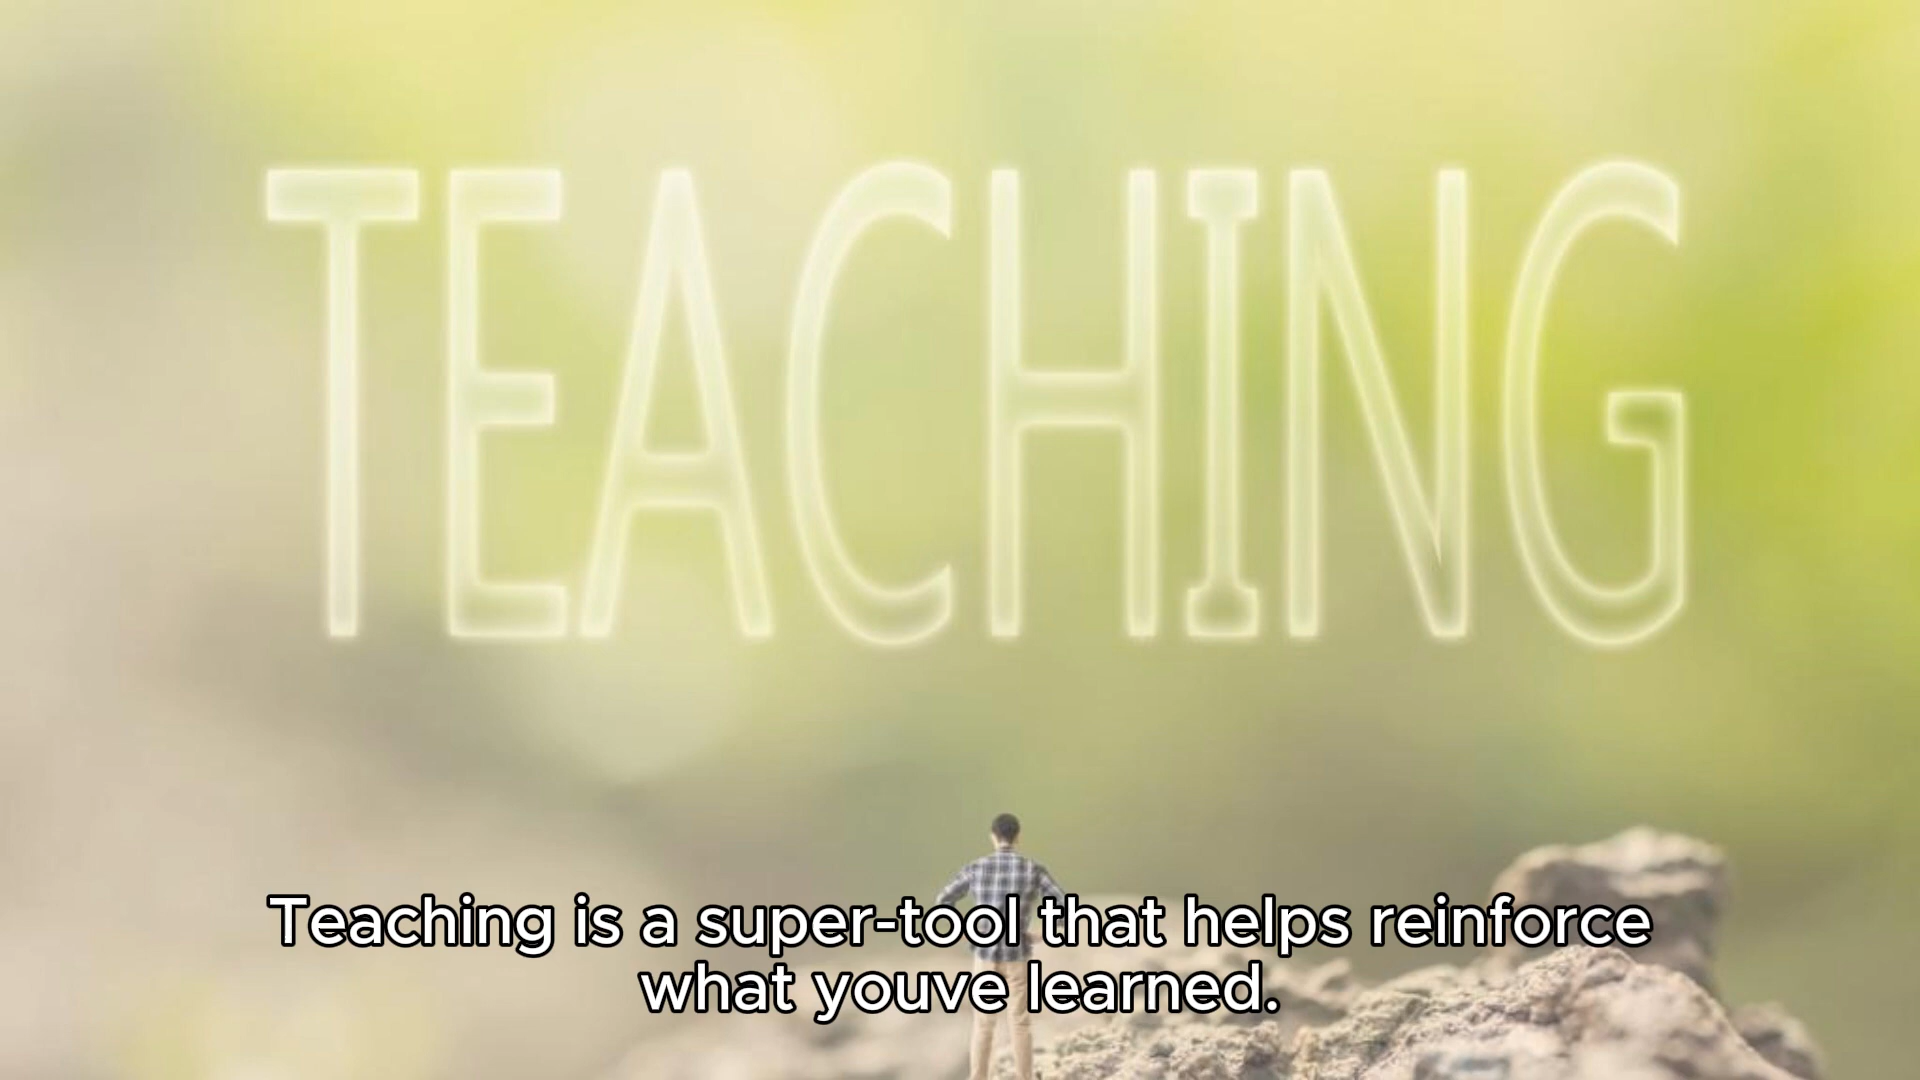 TEACHING
Teaching is a super-tool that helps reinforce
what youve learned.